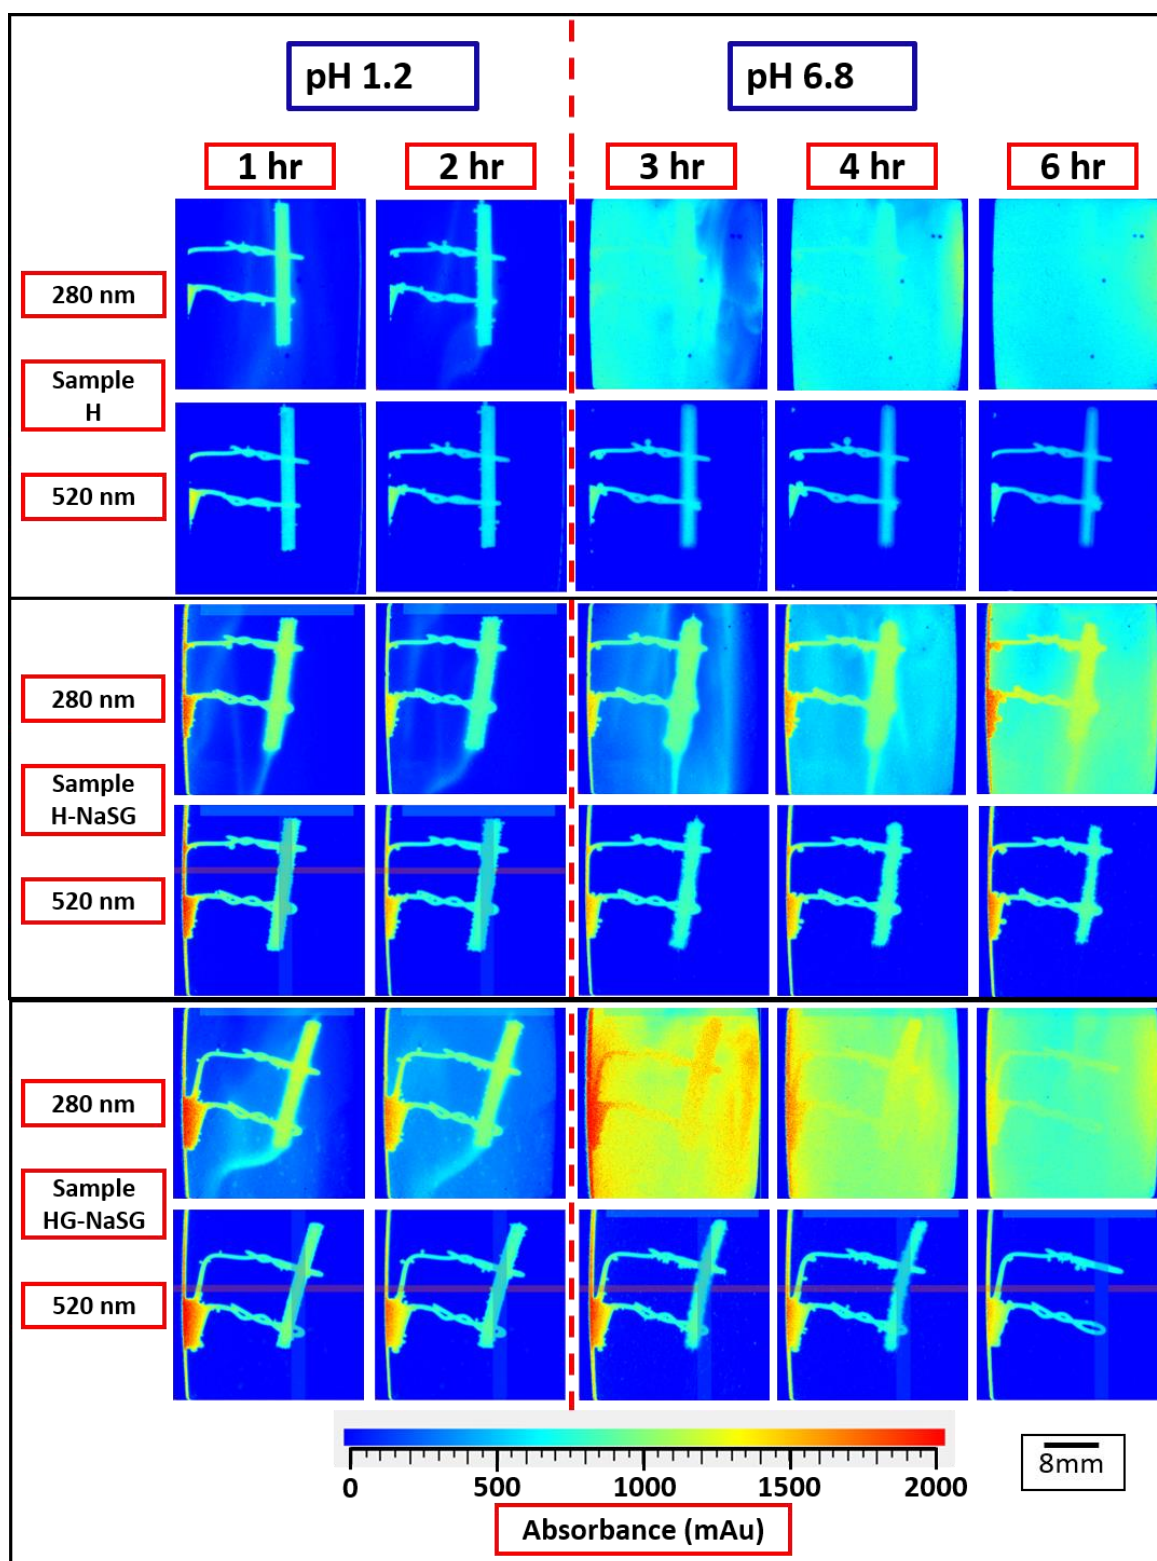 pH 1.2
pH 6.8
1 hr
2 hr
3 hr
4 hr
6 hr
280 nm
Sample
H
520 nm
280 nm
Sample
H-NaSG
520 nm
280 nm
Sample
HG-NaSG
520 nm
0 500 1000 1500 2000
8mm
Absorbance (mAu)